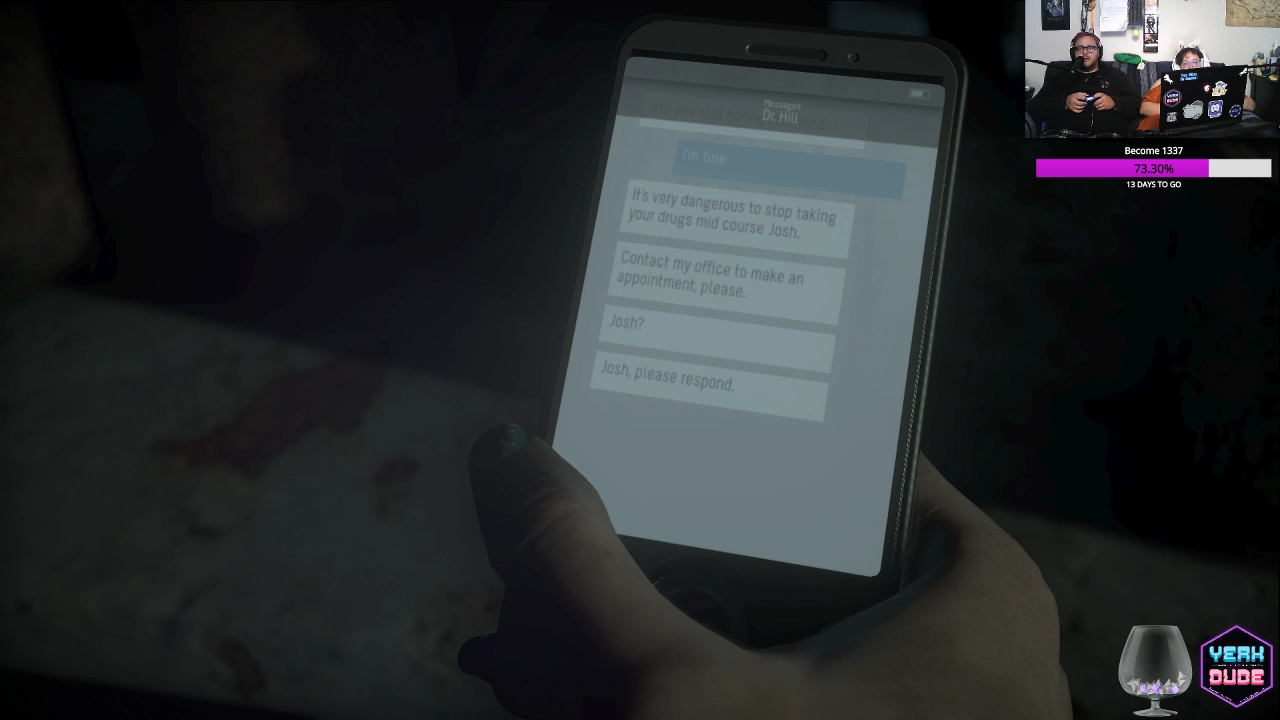 Messages
Dr. Hill
I'm fine
It's very dangerous to stop taking
your drugs mid course Josh.
Contact my office to make an
appointment, please.
Josh?
Josh, please respond.
Become 1337
73.30%
13 DAYS TO GO
YEAH
DUDE